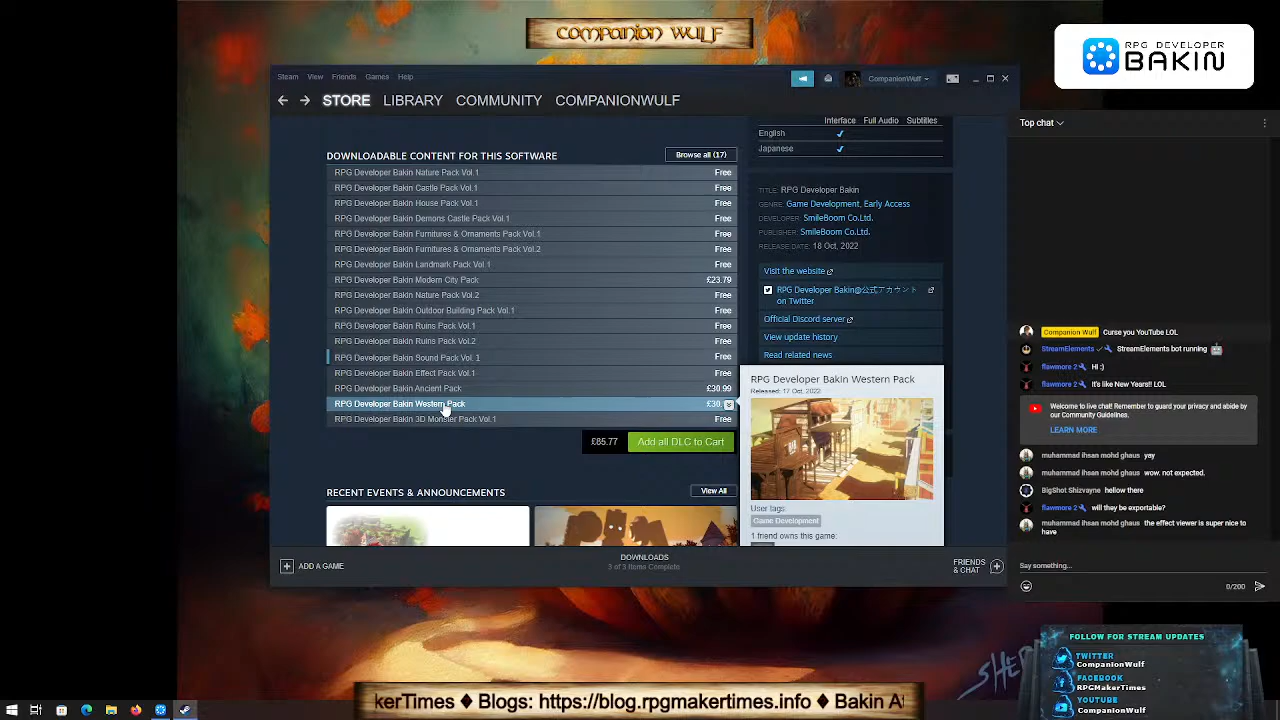 COMPANION WULF
RPG DEVELOPER
BAKIN
Steam View Friends Games Help
CompanionWulf
STORE LIBRARY COMMUNITY COMPANIONWULF
Top chat
Interface Full Audio Subtitles
English ✓
Japanese ✓
DOWNLOADABLE CONTENT FOR THIS SOFTWARE
Browse all (17)
RPG Developer Bakin Nature Pack Vol.1 Free
RPG Developer Bakin Castle Pack Vol.1 Free
RPG Developer Bakin House Pack Vol.1 Free
RPG Developer Bakin Demons Castle Pack Vol.1 Free
RPG Developer Bakin Furnitures & Ornaments Pack Vol.1 Free
RPG Developer Bakin Furnitures & Ornaments Pack Vol.2 Free
RPG Developer Bakin Landmark Pack Vol.1 Free
RPG Developer Bakin Modern City Pack £23.79
RPG Developer Bakin Nature Pack Vol.2 Free
RPG Developer Bakin Outdoor Building Pack Vol.1 Free
RPG Developer Bakin Ruins Pack Vol.1 Free
RPG Developer Bakin Ruins Pack Vol.2 Free
RPG Developer Bakin Sound Pack Vol. 1 Free
RPG Developer Bakin Effect Pack Vol.1 Free
RPG Developer Bakin Ancient Pack £30.99
RPG Developer Bakin Western Pack £30.
RPG Developer Bakin 3D Monster Pack Vol.1 Free
£85.77 Add all DLC to Cart
RECENT EVENTS & ANNOUNCEMENTS
View All
TITLE: RPG Developer Bakin
GENRE: Game Development, Early Access
DEVELOPER: SmileBoom Co.Ltd.
PUBLISHER: SmileBoom Co.Ltd.
RELEASE DATE: 18 Oct, 2022
Visit the website
RPG Developer Bakin@公式アカウント
on Twitter
Official Discord server
View update history
Read related news
RPG Developer Bakin Western Pack
Released: 17 Oct, 2022
User tags:
Game Development
1 friend owns this game:
ADD A GAME
DOWNLOADS
3 of 3 Items Complete
FRIENDS
& CHAT
Companion Wulf Curse you YouTube LOL
StreamElements StreamElements bot running
flawmore 2 Hi :)
flawmore 2 It's like New Years!! LOL
Welcome to live chat! Remember to guard your privacy and abide by
our Community Guidelines.
LEARN MORE
muhammad ihsan mohd ghaus yay
muhammad ihsan mohd ghaus wow. not expected.
BigShot Shizvayne hellow there
flawmore 2 will they be exportable?
muhammad ihsan mohd ghaus the effect viewer is super nice to
have
Say something...
0/200
FOLLOW FOR STREAM UPDATES
TWITTER
CompanionWulf
FACEBOOK
RPGMakerTimes
YOUTUBE
CompanionWulf
kerTimes ♦ Blogs: https://blog.rpgmakertimes.info ♦ Bakin A